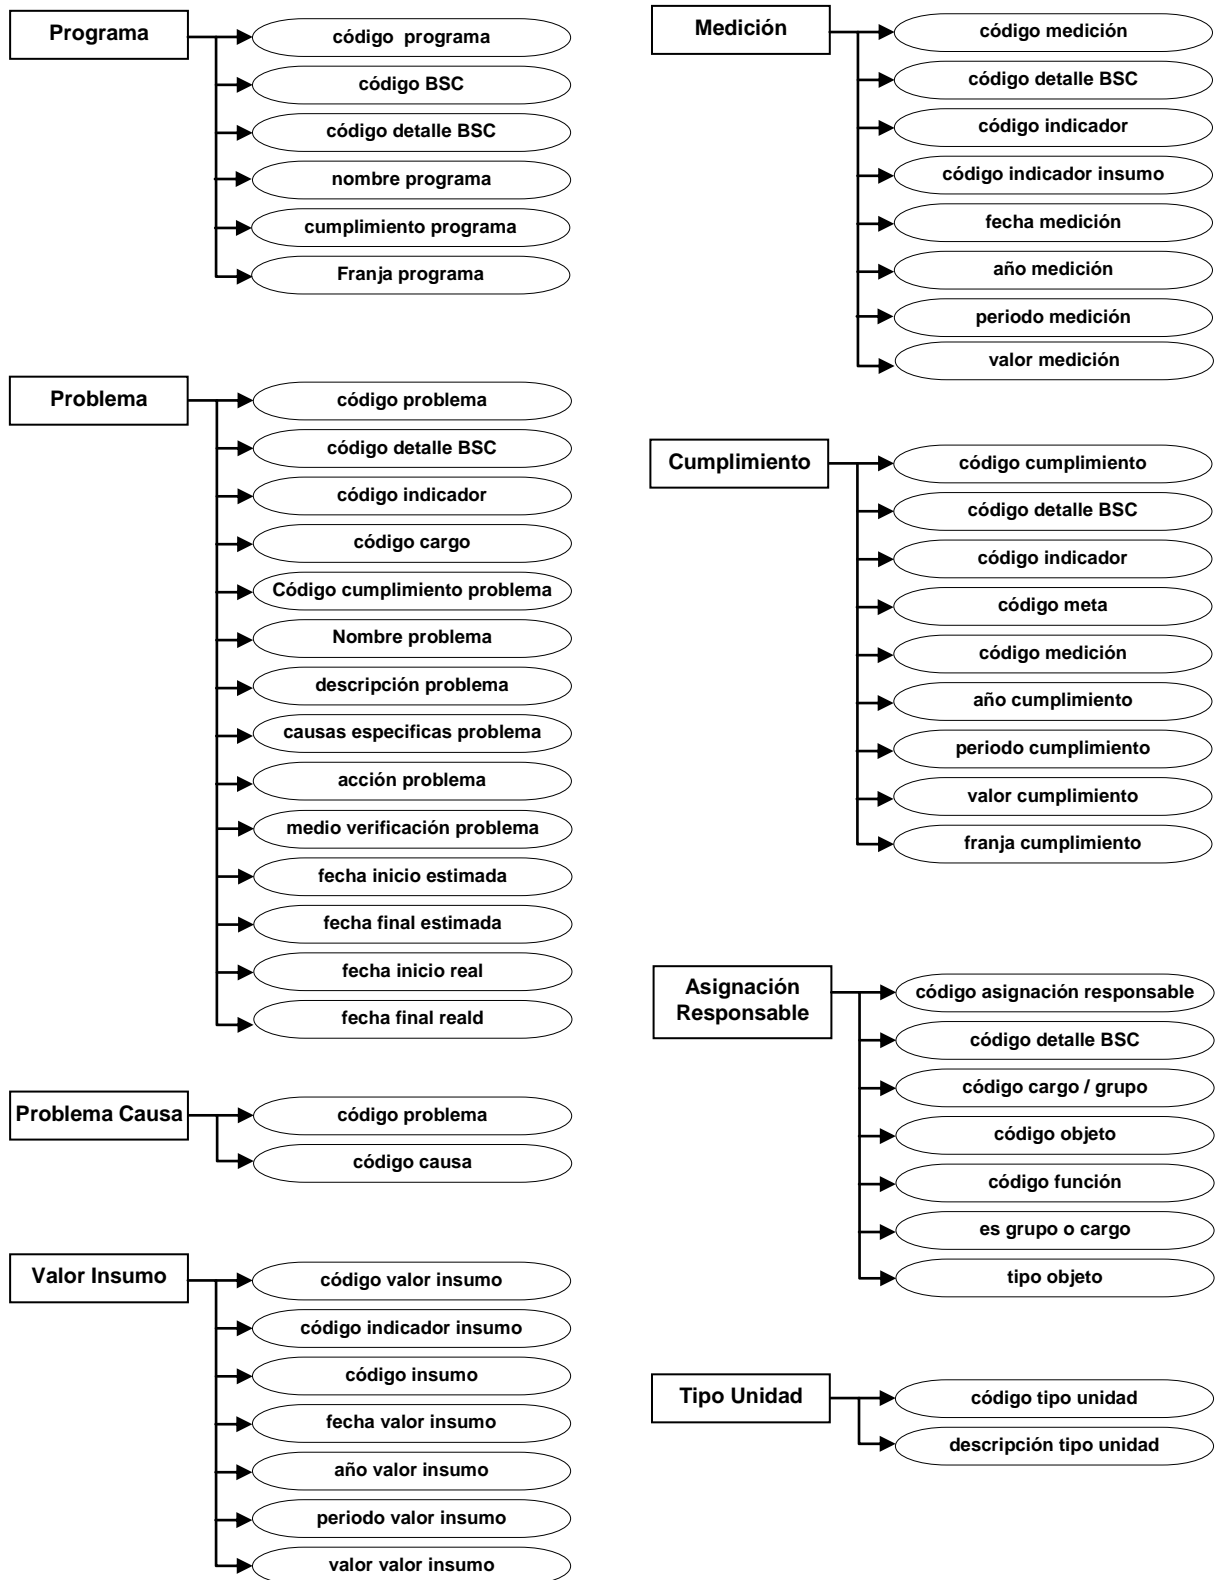 Programa
código programa
código BSC
código detalle BSC
nombre programa
cumplimiento programa
Franja programa
Problema
código problema
código detalle BSC
código indicador
código cargo
Código cumplimiento problema
Nombre problema
descripción problema
causas especificas problema
acción problema
medio verificación problema
fecha inicio estimada
fecha final estimada
fecha inicio real
fecha final reald
Problema Causa
código problema
código causa
Valor Insumo
código valor insumo
código indicador insumo
código insumo
fecha valor insumo
año valor insumo
periodo valor insumo
valor valor insumo
Medición
código medición
código detalle BSC
código indicador
código indicador insumo
fecha medición
año medición
periodo medición
valor medición
Cumplimiento
código cumplimiento
código detalle BSC
código indicador
código meta
código medición
año cumplimiento
periodo cumplimiento
valor cumplimiento
franja cumplimiento
Asignación
Responsable
código asignación responsable
código detalle BSC
código cargo / grupo
código objeto
código función
es grupo o cargo
tipo objeto
Tipo Unidad
código tipo unidad
descripción tipo unidad